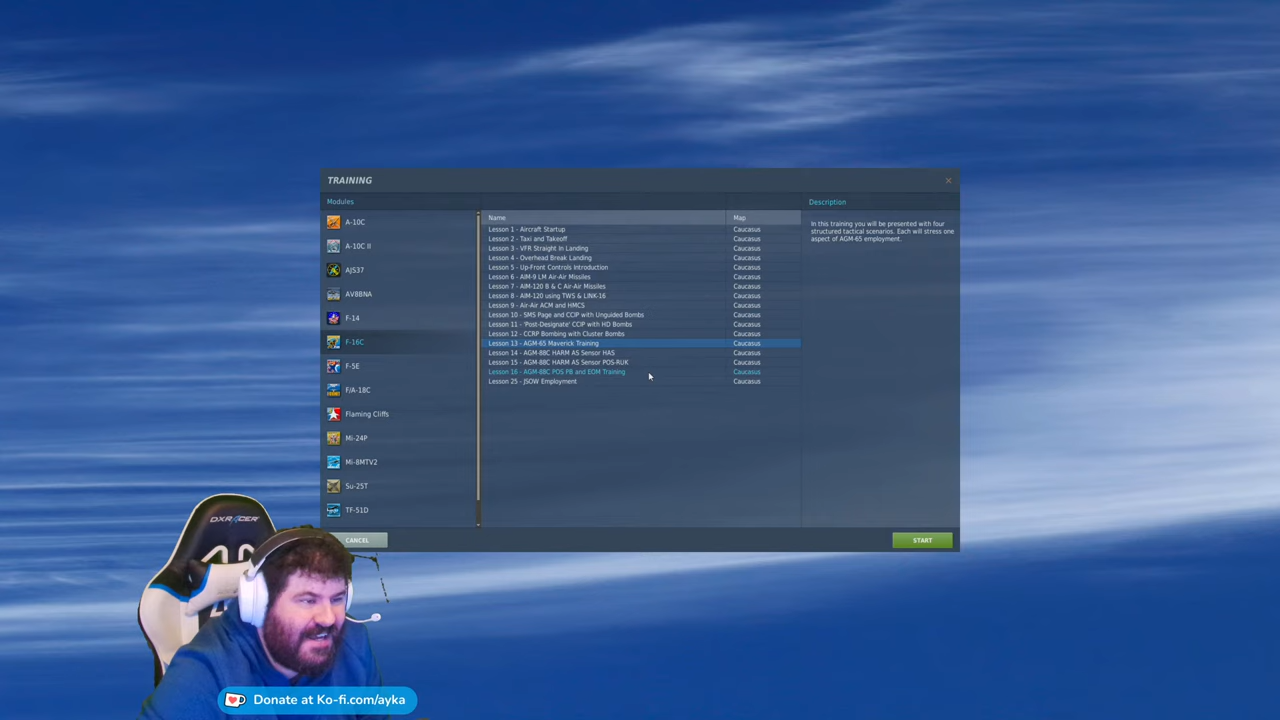 TRAINING
Modules
Description
A-10C
A-10C II
AJS37
AV8BNA
F-14
F-16C
F-5E
F/A-18C
Flaming Cliffs
Mi-24P
Mi-8MTV2
Su-25T
TF-51D
Name Map
Lesson 1 - Aircraft Startup Caucasus
Lesson 2 - Taxi and Takeoff Caucasus
Lesson 3 - VFR Straight In Landing Caucasus
Lesson 4 - Overhead Break Landing Caucasus
Lesson 5 - Up-Front Controls Introduction Caucasus
Lesson 6 - AIM-9 LM Air-Air Missiles Caucasus
Lesson 7 - AIM-120 B & C Air-Air Missiles Caucasus
Lesson 8 - AIM-120 using TWS & LINK-16 Caucasus
Lesson 9 - Air-Air ACM and HMCS Caucasus
Lesson 10 - SMS Page and CCIP with Unguided Bombs Caucasus
Lesson 11 - 'Post-Designate' CCIP with HD Bombs Caucasus
Lesson 12 - CCRP Bombing with Cluster Bombs Caucasus
Lesson 13 - AGM-65 Maverick Training Caucasus
Lesson 14 - AGM-88C HARM AS Sensor HAS Caucasus
Lesson 15 - AGM-88C HARM AS Sensor POS-RUK Caucasus
Lesson 16 - AGM-88C POS PB and EOM Training Caucasus
Lesson 25 - JSOW Employment Caucasus
In this training you will be presented with four
structured tactical scenarios. Each will stress one
aspect of AGM-65 employment.
CANCEL
START
DXRACER
Donate at Ko-fi.com/ayka